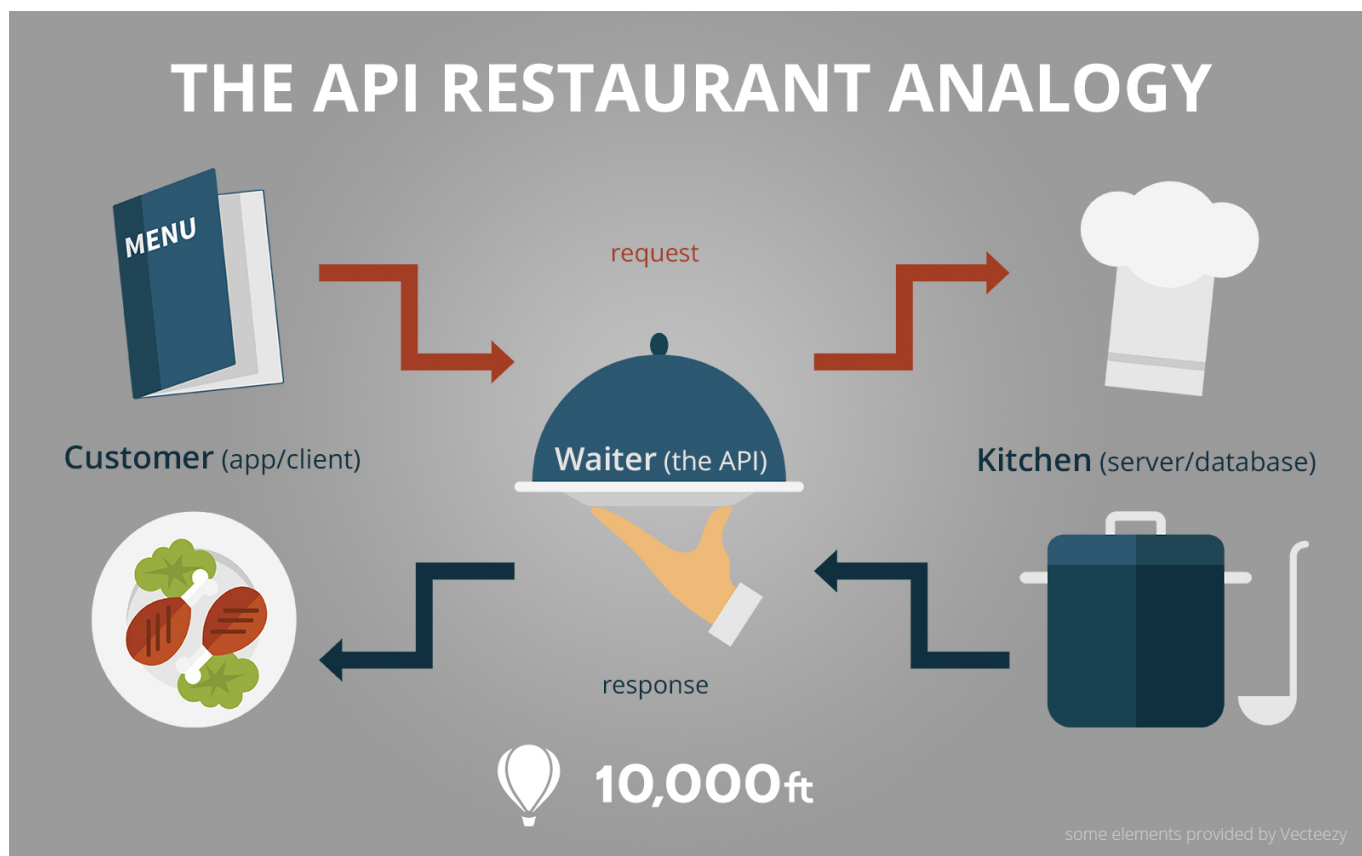 THE API RESTAURANT ANALOGY
MENU
request
Customer (app/client)
Waiter (the API)
Kitchen (server/database)
response
10,000ft
some elements provided by Vecteezy